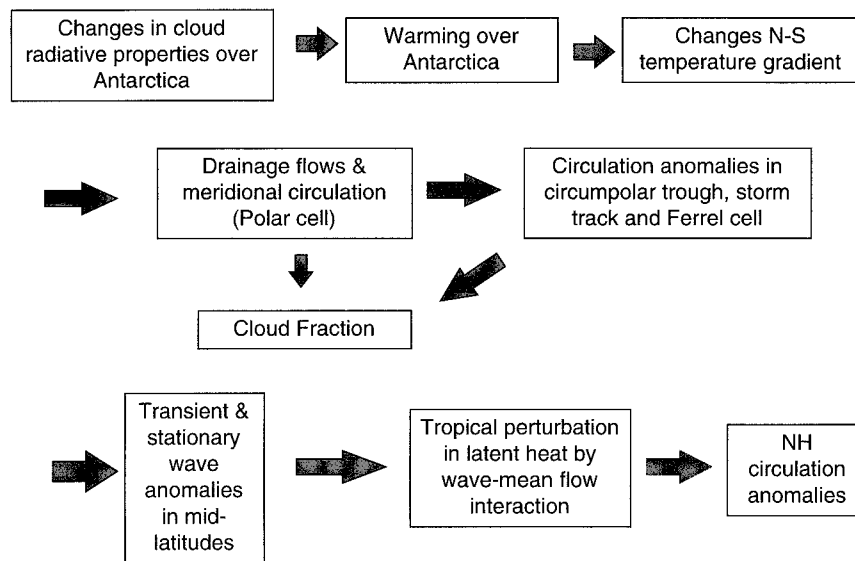 Changes in cloud
radiative properties over
Antarctica
Warming over
Antarctica
Changes N-S
temperature gradient
Drainage flows &
meridional circulation
(Polar cell)
Circulation anomalies in
circumpolar trough, storm
track and Ferrel cell
Cloud Fraction
Transient &
stationary
wave
anomalies
in mid-
latitudes
Tropical perturbation
in latent heat by
wave-mean flow
interaction
NH
circulation
anomalies